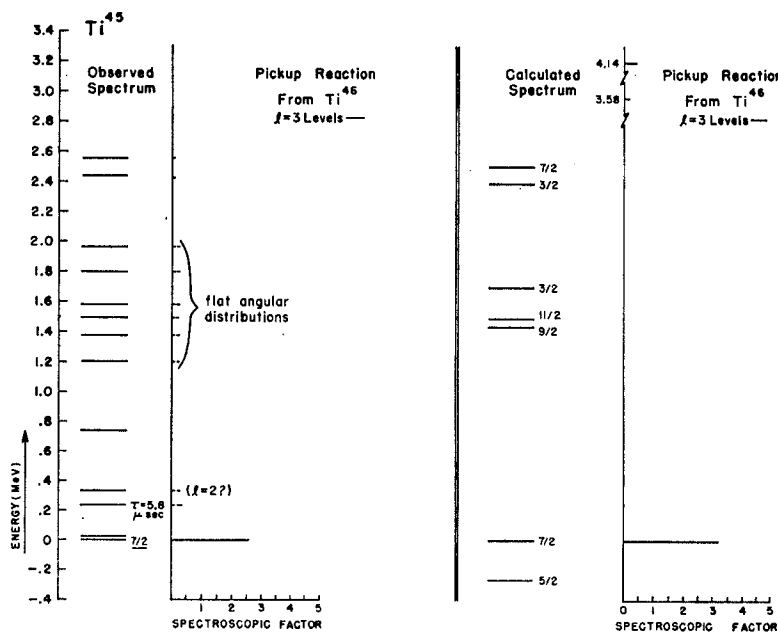 Ti⁴⁵
Observed
Spectrum
Pickup Reaction
From Ti⁴⁶
ℓ=3 Levels —
3.4
3.2
3.0
2.8
2.6
2.4
2.2
2.0
1.8
1.6
1.4
1.2
1.0
.8
.6
.4
.2
0
-.2
-.4
ENERGY (MeV)
flat angular
distributions
(ℓ=2?)
τ=5.8
μsec
7/2
1 2 3 4 5
SPECTROSCOPIC FACTOR
Calculated
Spectrum
Pickup Reaction
From Ti⁴⁶
ℓ=3 Levels —
4.14
3.58
7/2
3/2
3/2
11/2
9/2
7/2
5/2
0 1 2 3 4 5
SPECTROSCOPIC FACTOR